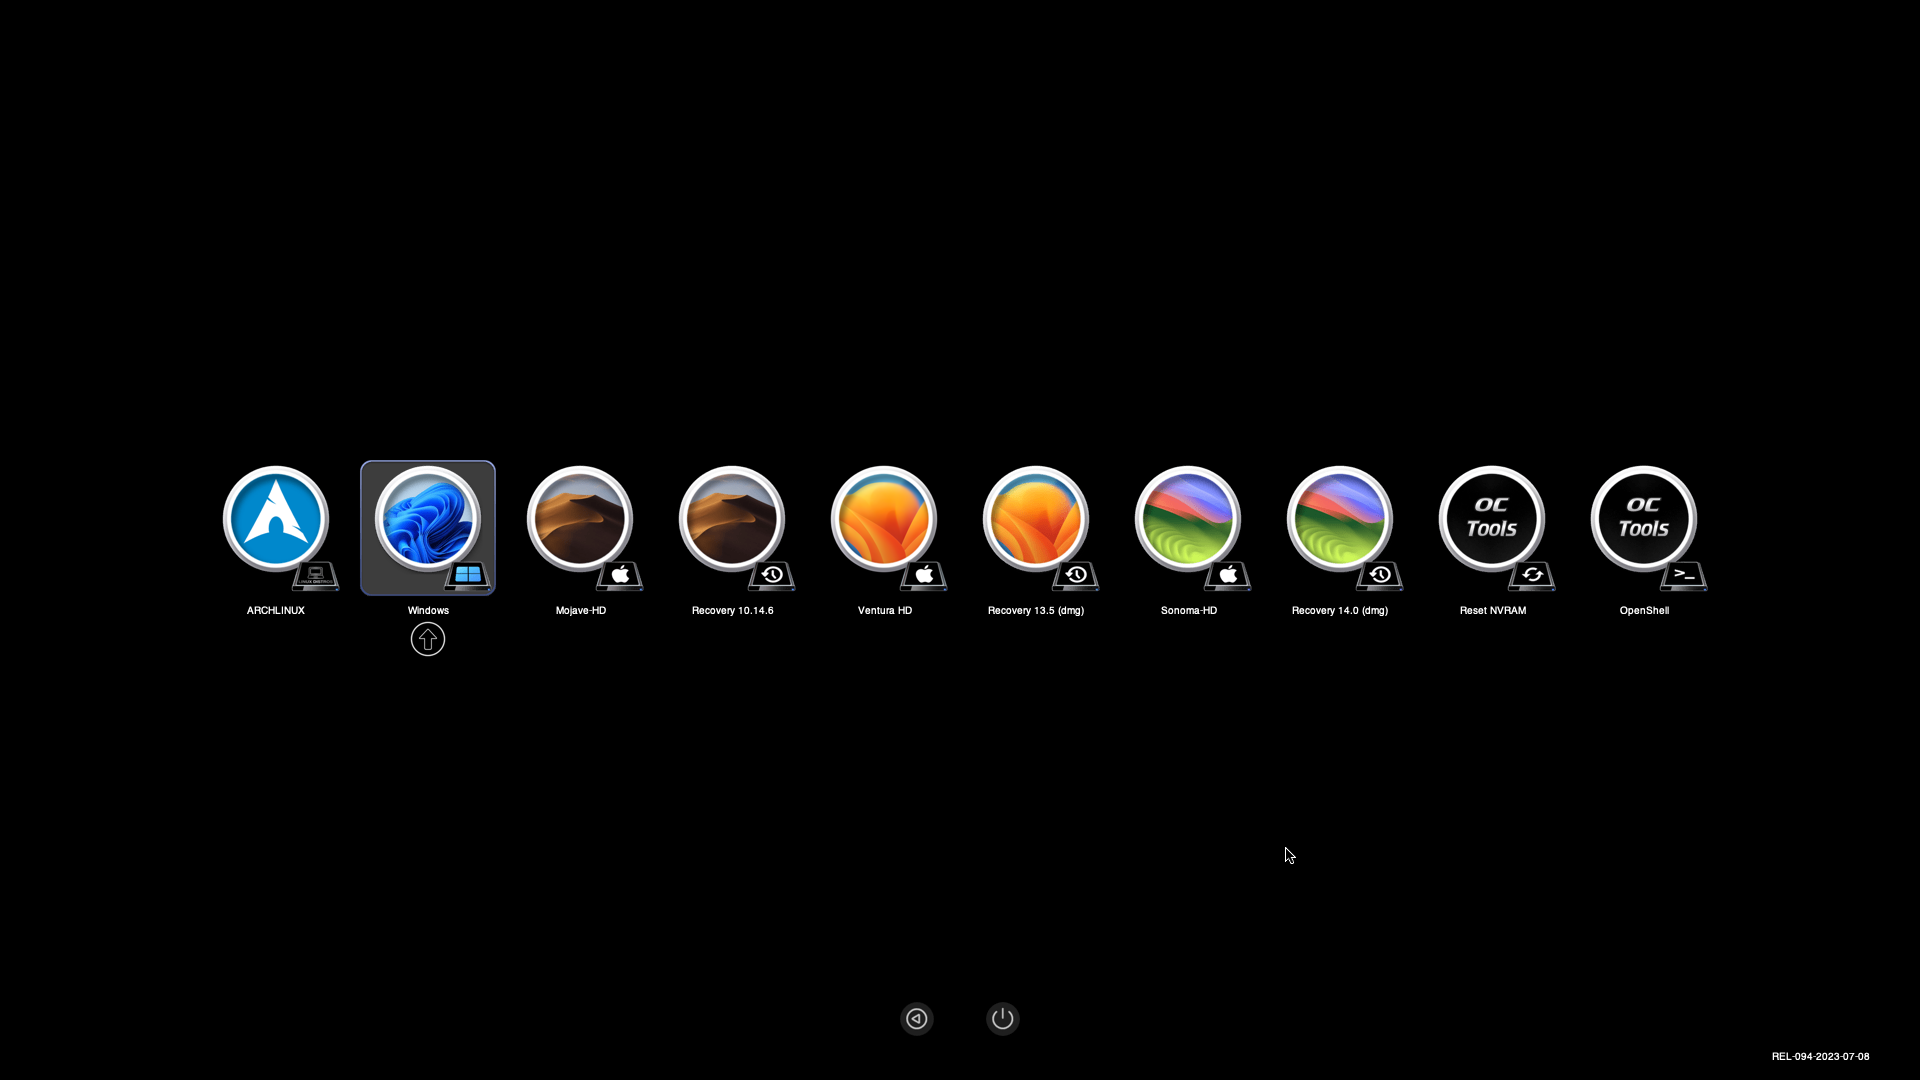 OC
Tools
OC
Tools
ARCHLINUX
Windows
Mojave-HD
Recovery 10.14.6
Ventura HD
Recovery 13.5 (dmg)
Sonoma-HD
Recovery 14.0 (dmg)
Reset NVRAM
OpenShell
REL-094-2023-07-08